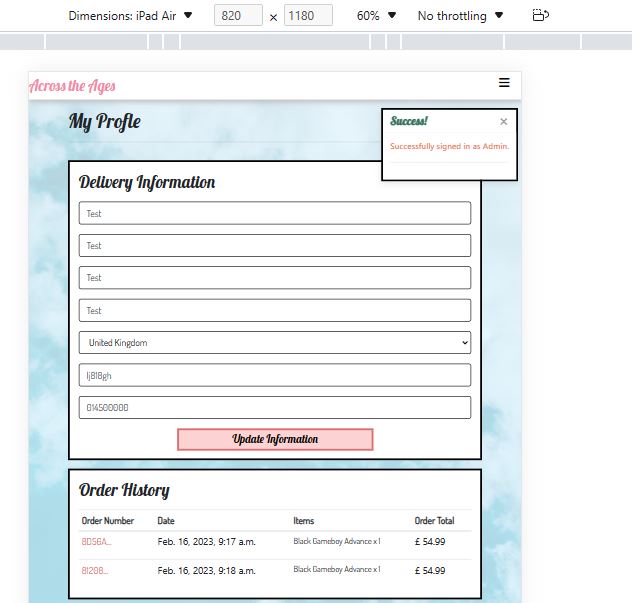 Dimensions: iPad Air ▼ 820 × 1180 60% ▼ No throttling ▼
Across the Ages
My Profle
Success! ×
Successfully signed in as Admin.
Delivery Information
Test
Test
Test
Test
United Kingdom
lj818gh
014500000
Update Information
Order History
Order Number Date Items Order Total
8D56A... Feb. 16, 2023, 9:17 a.m. Black Gameboy Advance x 1 £ 54.99
81208... Feb. 16, 2023, 9:18 a.m. Black Gameboy Advance x 1 £ 54.99